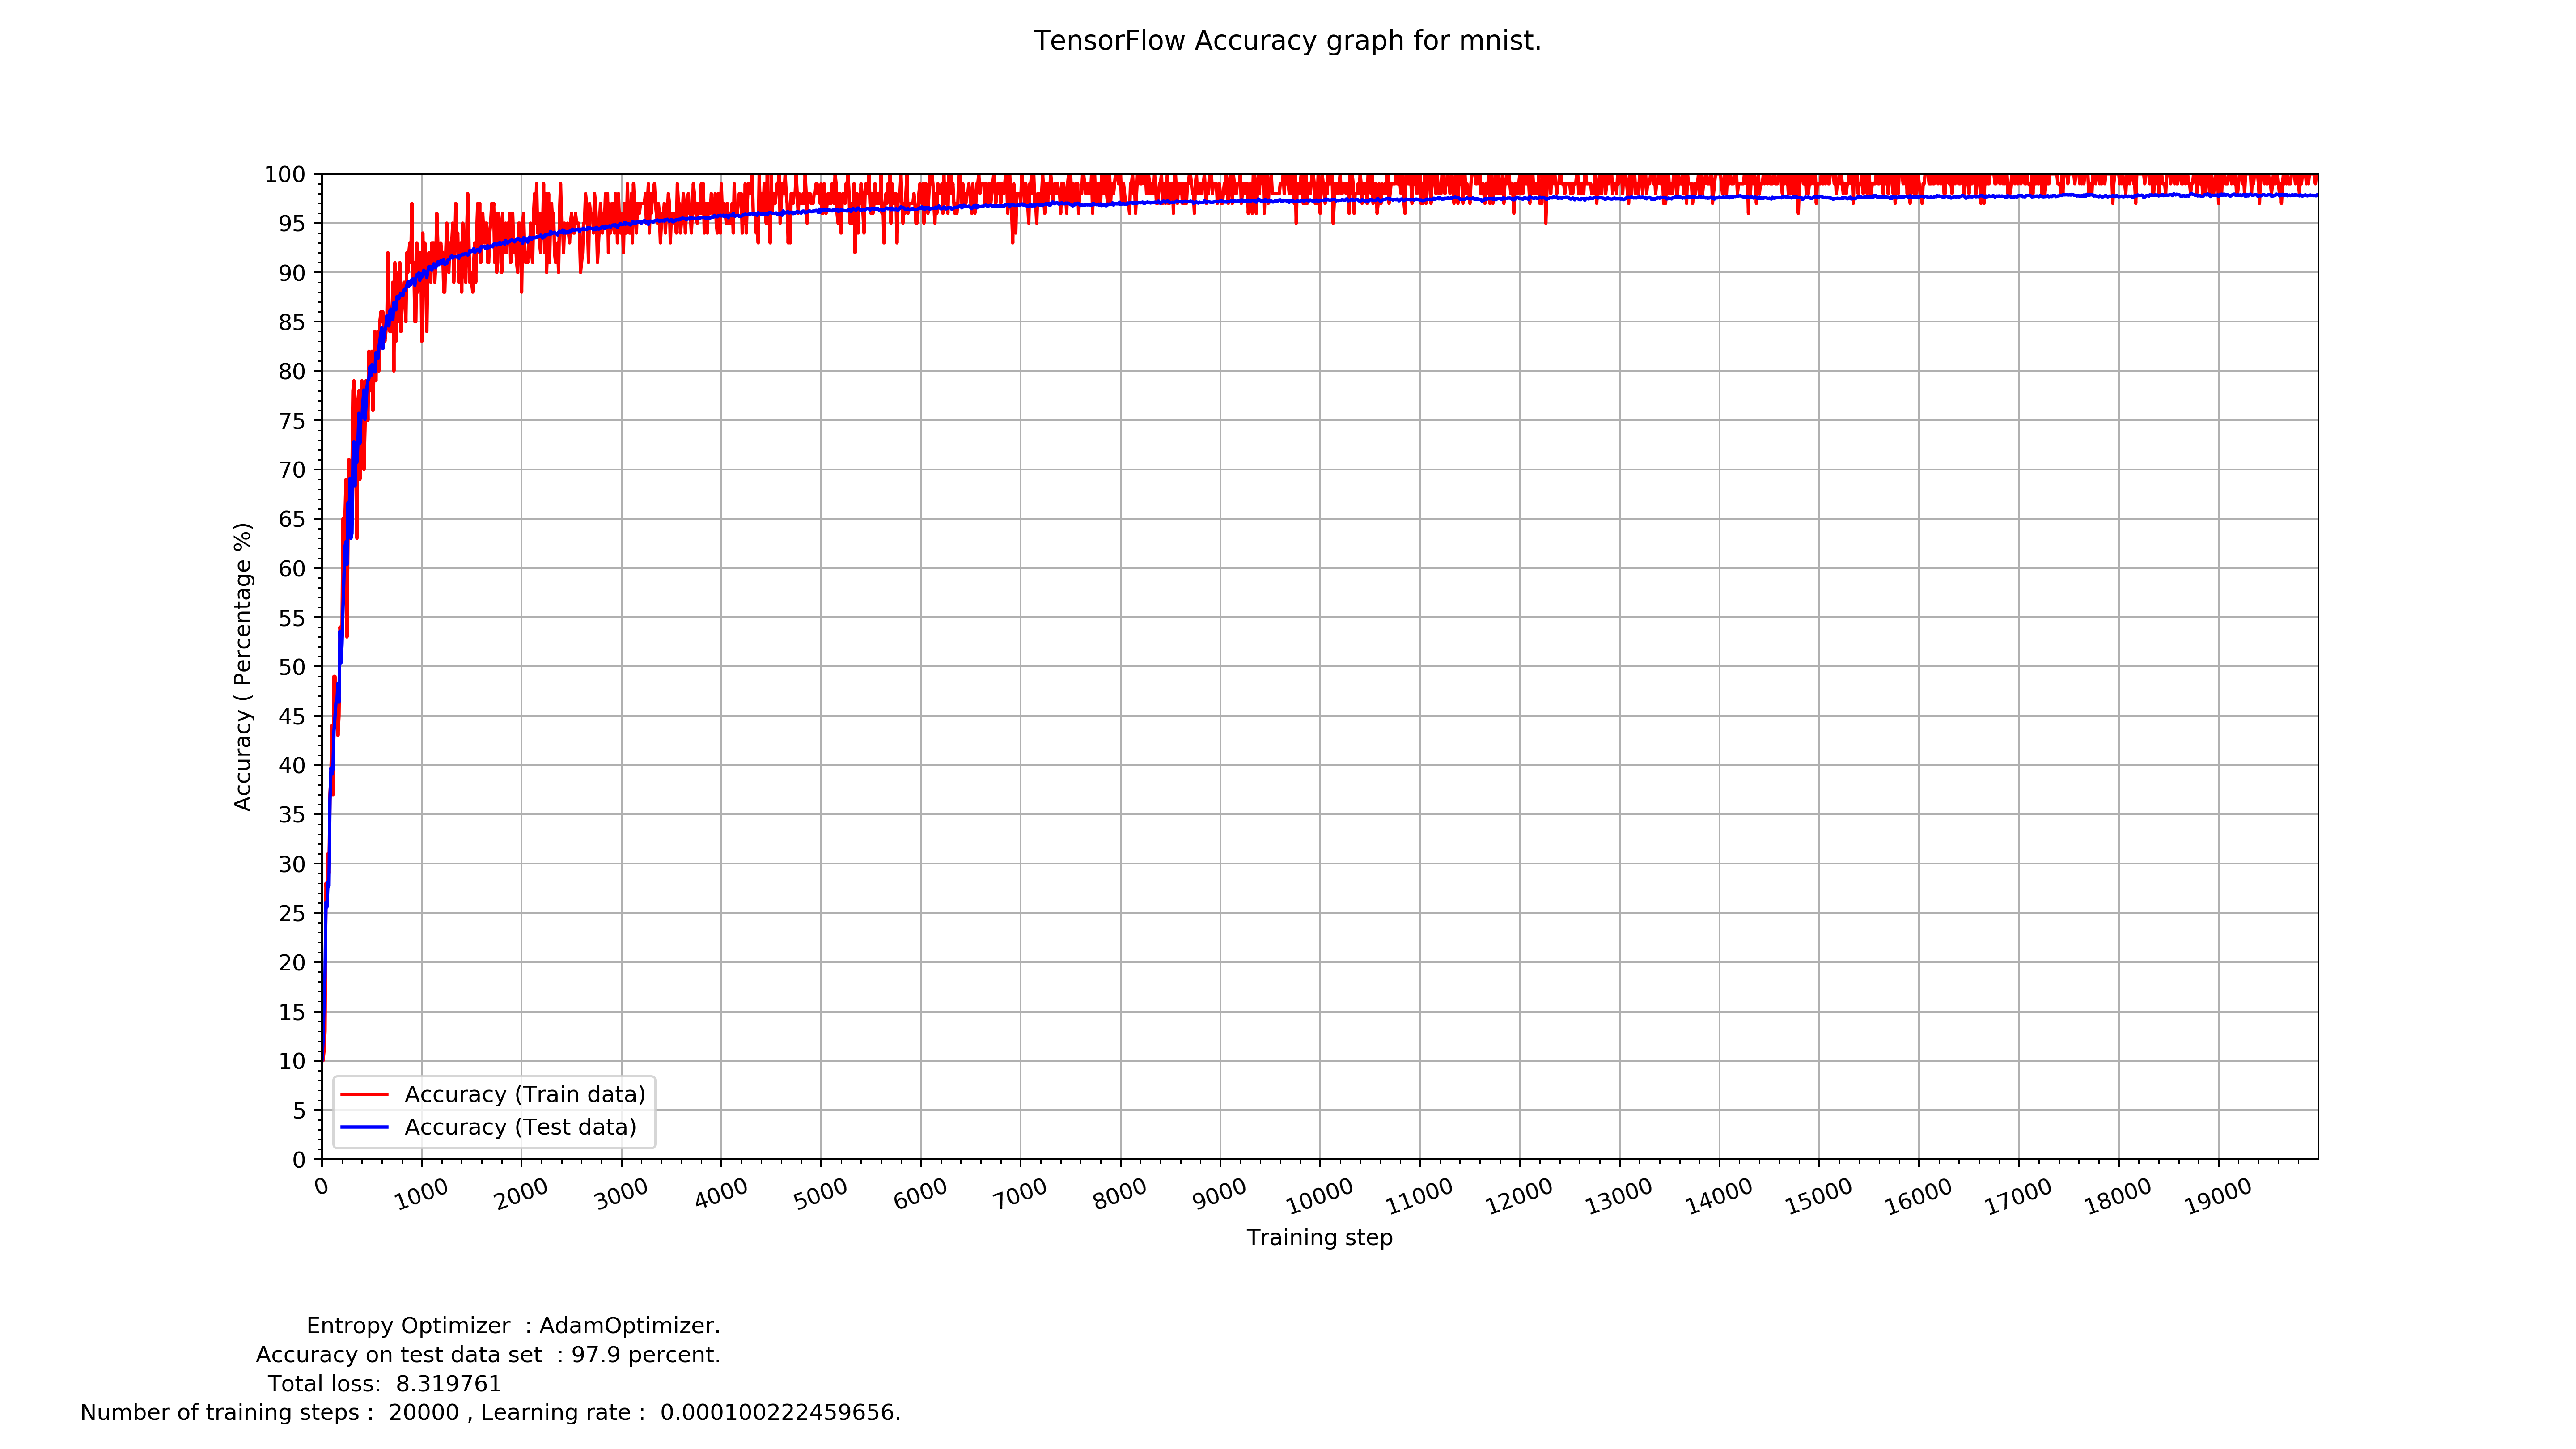 TensorFlow Accuracy graph for mnist.
100
95
90
85
80
75
70
65
60
55
50
45
40
35
30
25
20
15
10
5
0
Accuracy ( Percentage %)
Accuracy (Train data)
Accuracy (Test data)
0 1000 2000 3000 4000 5000 6000 7000 8000 9000 10000 11000 12000 13000 14000 15000 16000 17000 18000 19000
Training step
Entropy Optimizer : AdamOptimizer.
Accuracy on test data set : 97.9 percent.
Total loss: 8.319761
Number of training steps : 20000 , Learning rate : 0.000100222459656.